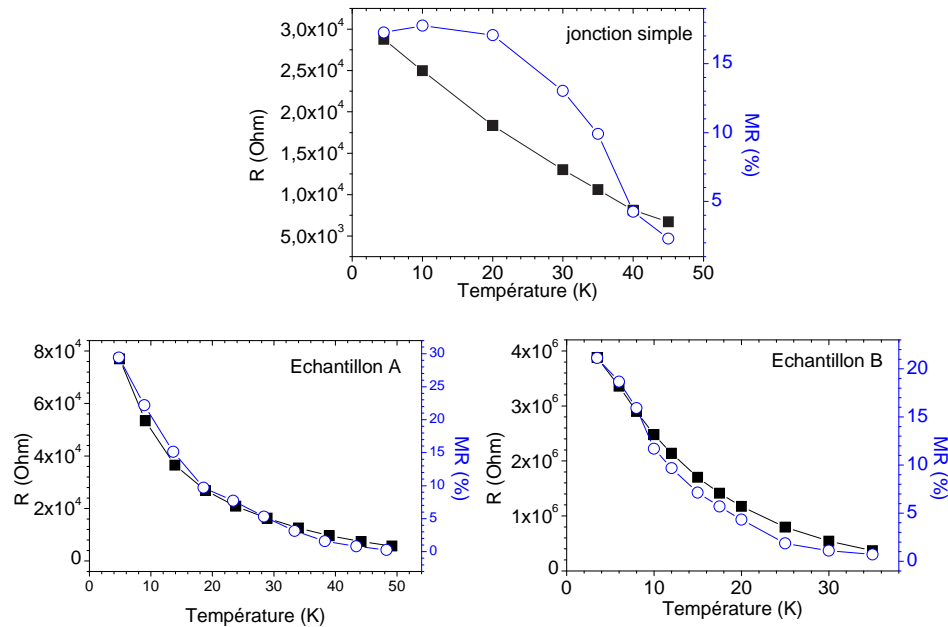 jonction simple
3,0x10⁴
2,5x10⁴
2,0x10⁴
1,5x10⁴
1,0x10⁴
5,0x10³
R (Ohm)
15
10
5
MR (%)
0 10 20 30 40 50
Température (K)
Echantillon A
8x10⁴
6x10⁴
4x10⁴
2x10⁴
0
R (Ohm)
30
25
20
15
10
5
0
MR (%)
0 10 20 30 40 50
Température (K)
Echantillon B
4x10⁶
3x10⁶
2x10⁶
1x10⁶
R (Ohm)
20
15
10
5
0
MR (%)
0 10 20 30
Température (K)